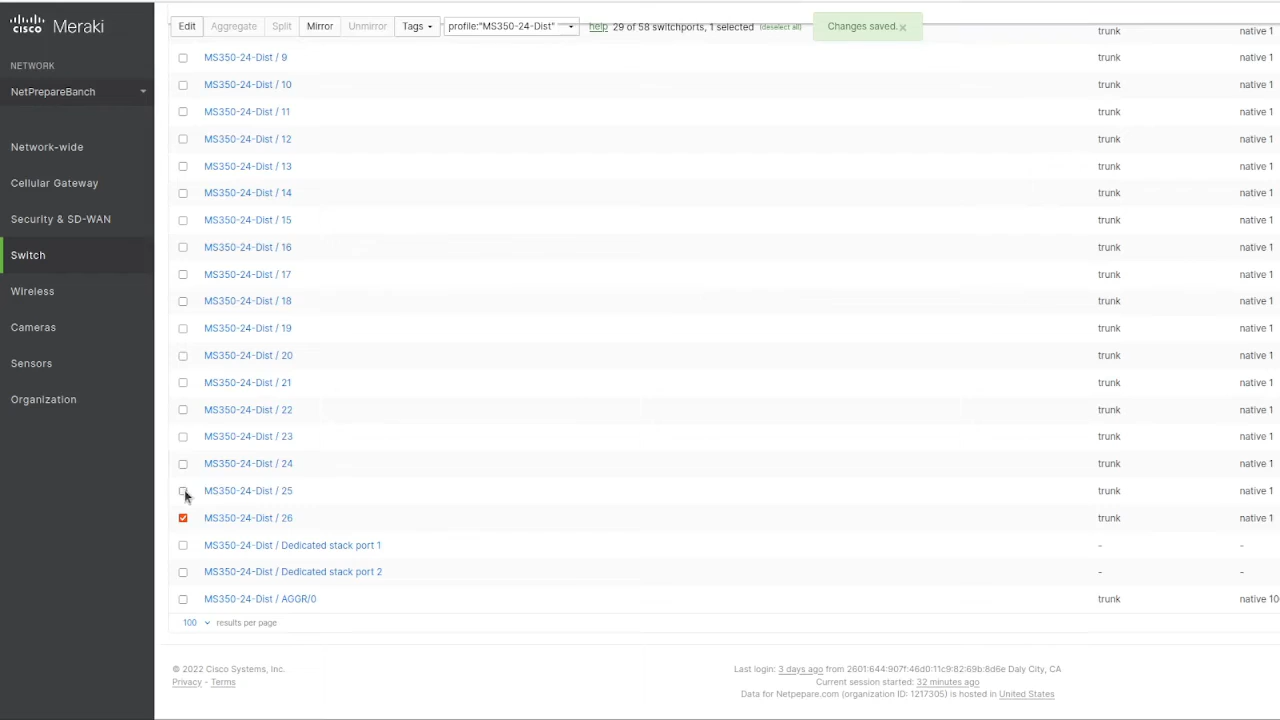 cisco Meraki
NETWORK
NetPrepareBanch
Network-wide
Cellular Gateway
Security & SD-WAN
Switch
Wireless
Cameras
Sensors
Organization
Edit Aggregate Split Mirror Unmirror Tags profile:"MS350-24-Dist" help 29 of 58 switchports, 1 selected (deselect all) Changes saved. ×
trunk native 1
MS350-24-Dist / 9 trunk native 1
MS350-24-Dist / 10 trunk native 1
MS350-24-Dist / 11 trunk native 1
MS350-24-Dist / 12 trunk native 1
MS350-24-Dist / 13 trunk native 1
MS350-24-Dist / 14 trunk native 1
MS350-24-Dist / 15 trunk native 1
MS350-24-Dist / 16 trunk native 1
MS350-24-Dist / 17 trunk native 1
MS350-24-Dist / 18 trunk native 1
MS350-24-Dist / 19 trunk native 1
MS350-24-Dist / 20 trunk native 1
MS350-24-Dist / 21 trunk native 1
MS350-24-Dist / 22 trunk native 1
MS350-24-Dist / 23 trunk native 1
MS350-24-Dist / 24 trunk native 1
MS350-24-Dist / 25 trunk native 1
MS350-24-Dist / 26 trunk native 1
MS350-24-Dist / Dedicated stack port 1 - -
MS350-24-Dist / Dedicated stack port 2 - -
MS350-24-Dist / AGGR/0 trunk native 10
100 results per page
© 2022 Cisco Systems, Inc.
Privacy - Terms
Last login: 3 days ago from 2601:644:907f:46d0:11c9:82:69b:8d6e Daly City, CA
Current session started: 32 minutes ago
Data for Netpepare.com (organization ID: 1217305) is hosted in United States